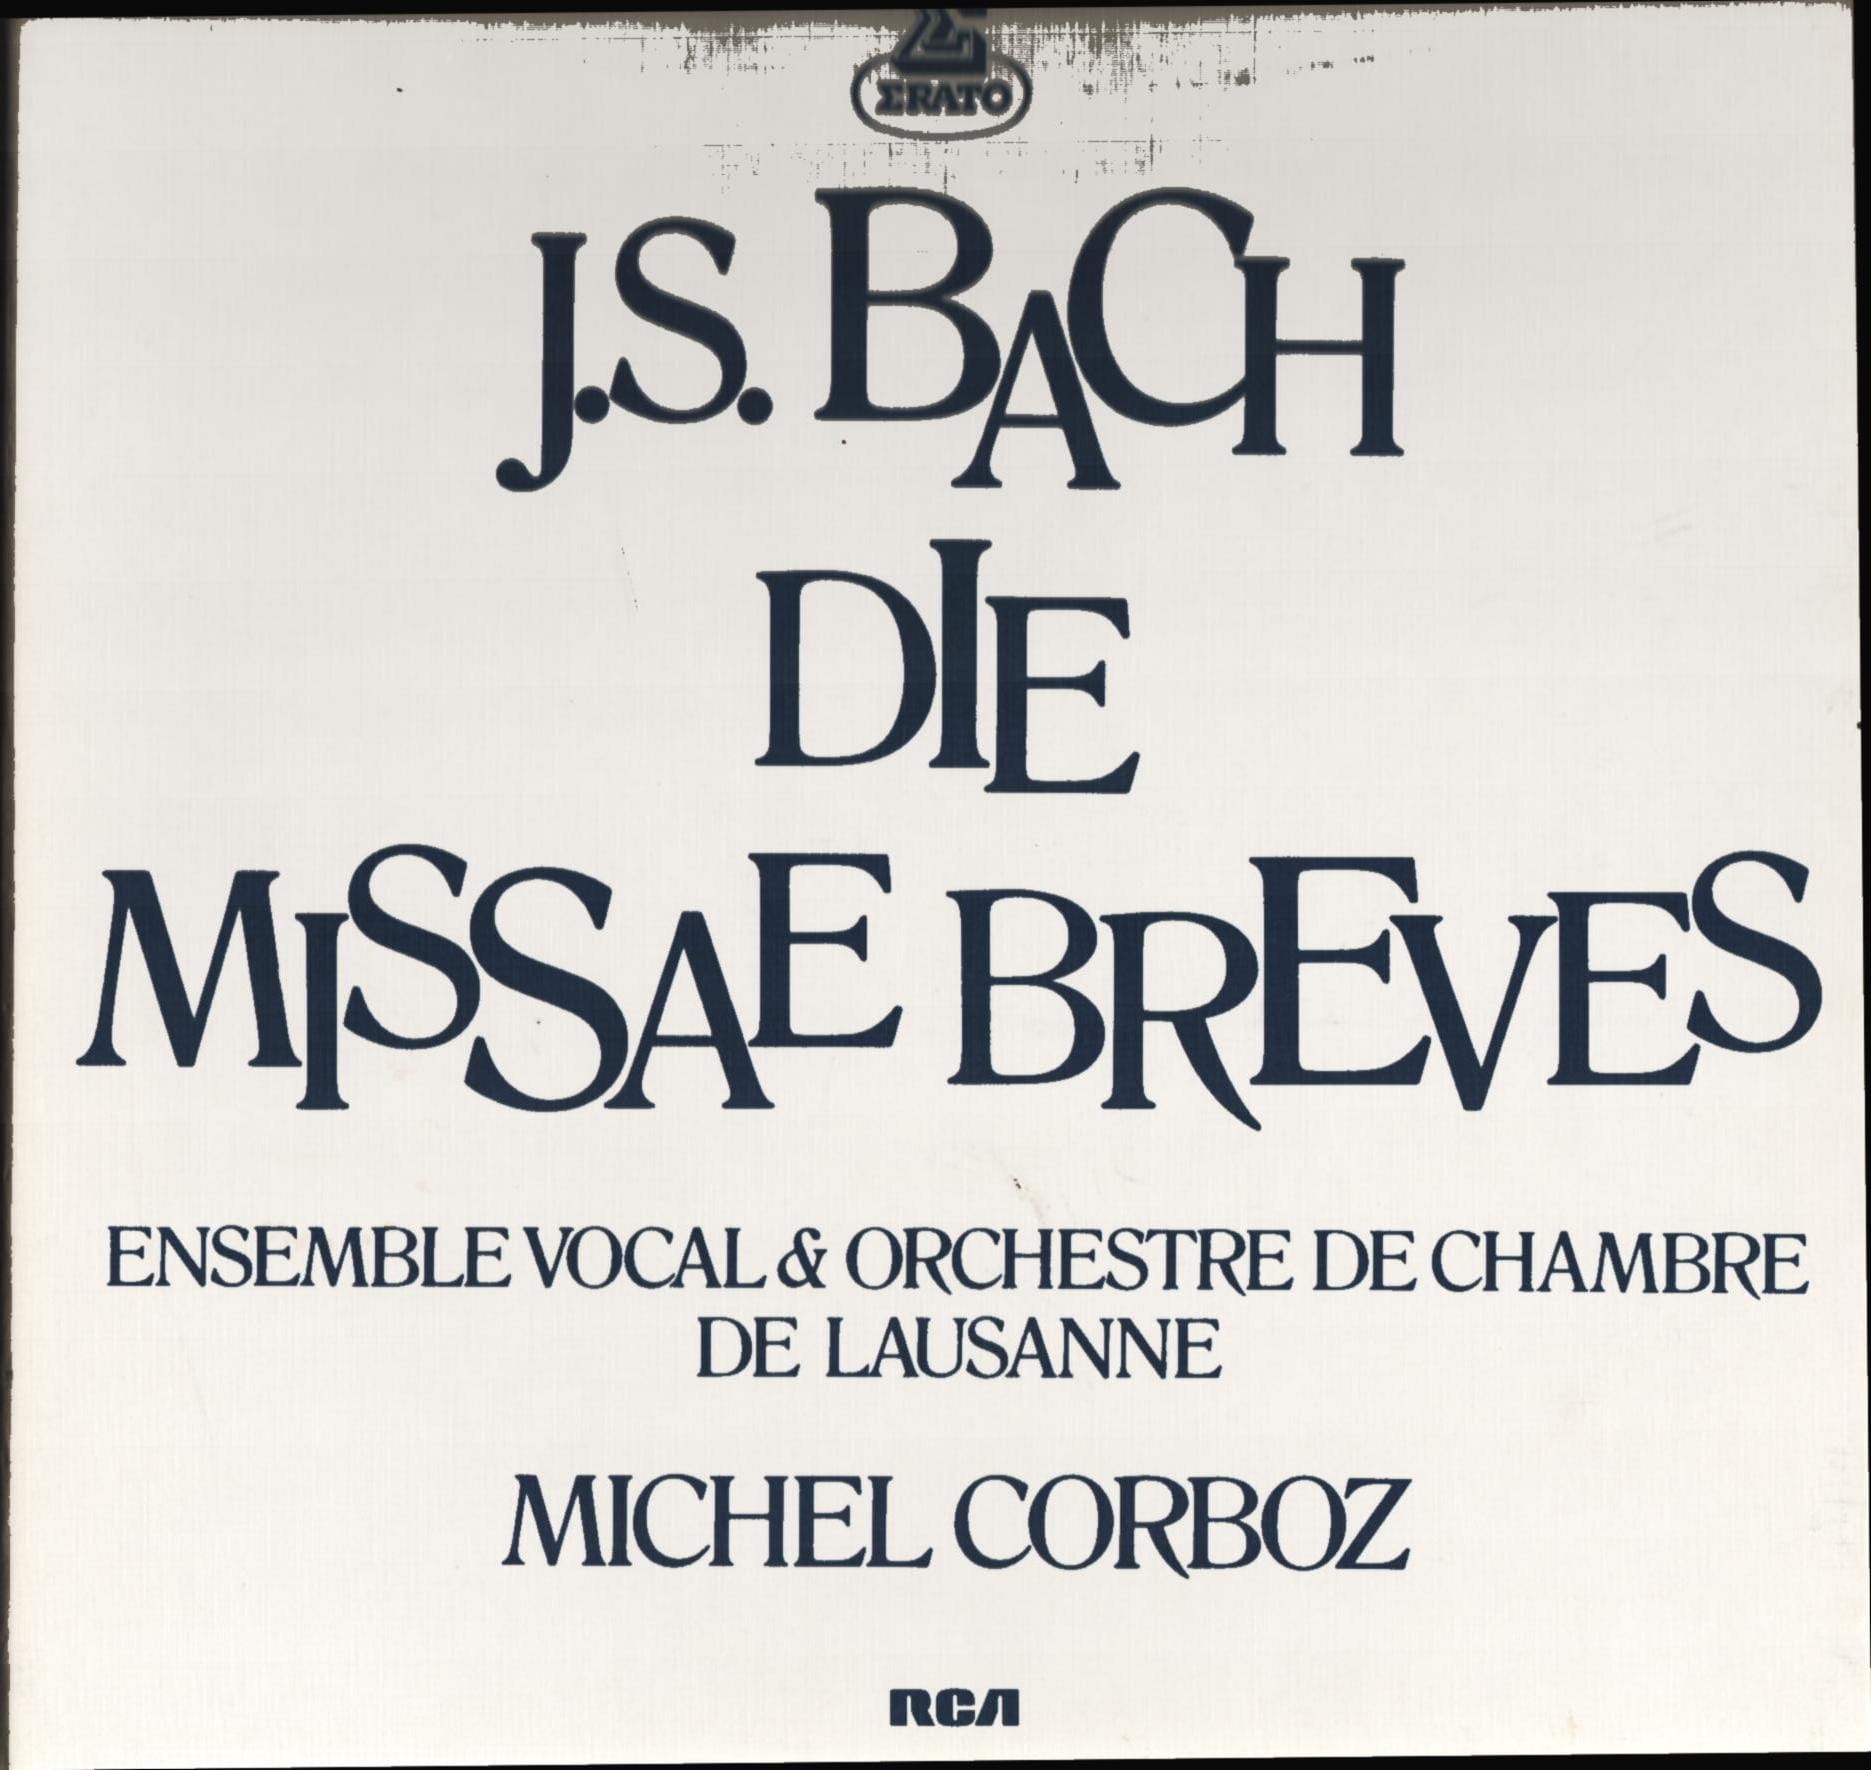 ΣRATO
J.S. BACH
DIE
MISSAE BREVES
ENSEMBLE VOCAL & ORCHESTRE DE CHAMBRE
DE LAUSANNE
MICHEL CORBOZ
RCA